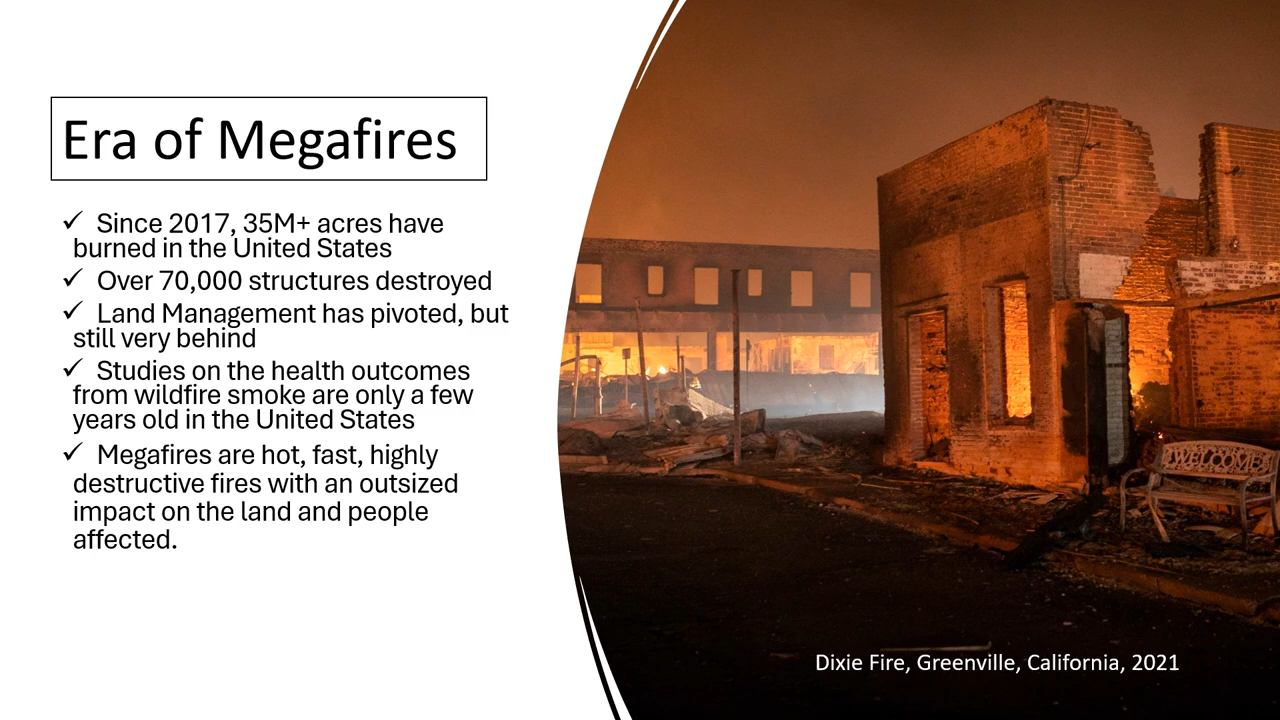 Era of Megafires
✓ Since 2017, 35M+ acres have
burned in the United States
✓ Over 70,000 structures destroyed
✓ Land Management has pivoted, but
still very behind
✓ Studies on the health outcomes
from wildfire smoke are only a few
years old in the United States
✓ Megafires are hot, fast, highly
destructive fires with an outsized
impact on the land and people
affected.
WELCOME
Dixie Fire, Greenville, California, 2021